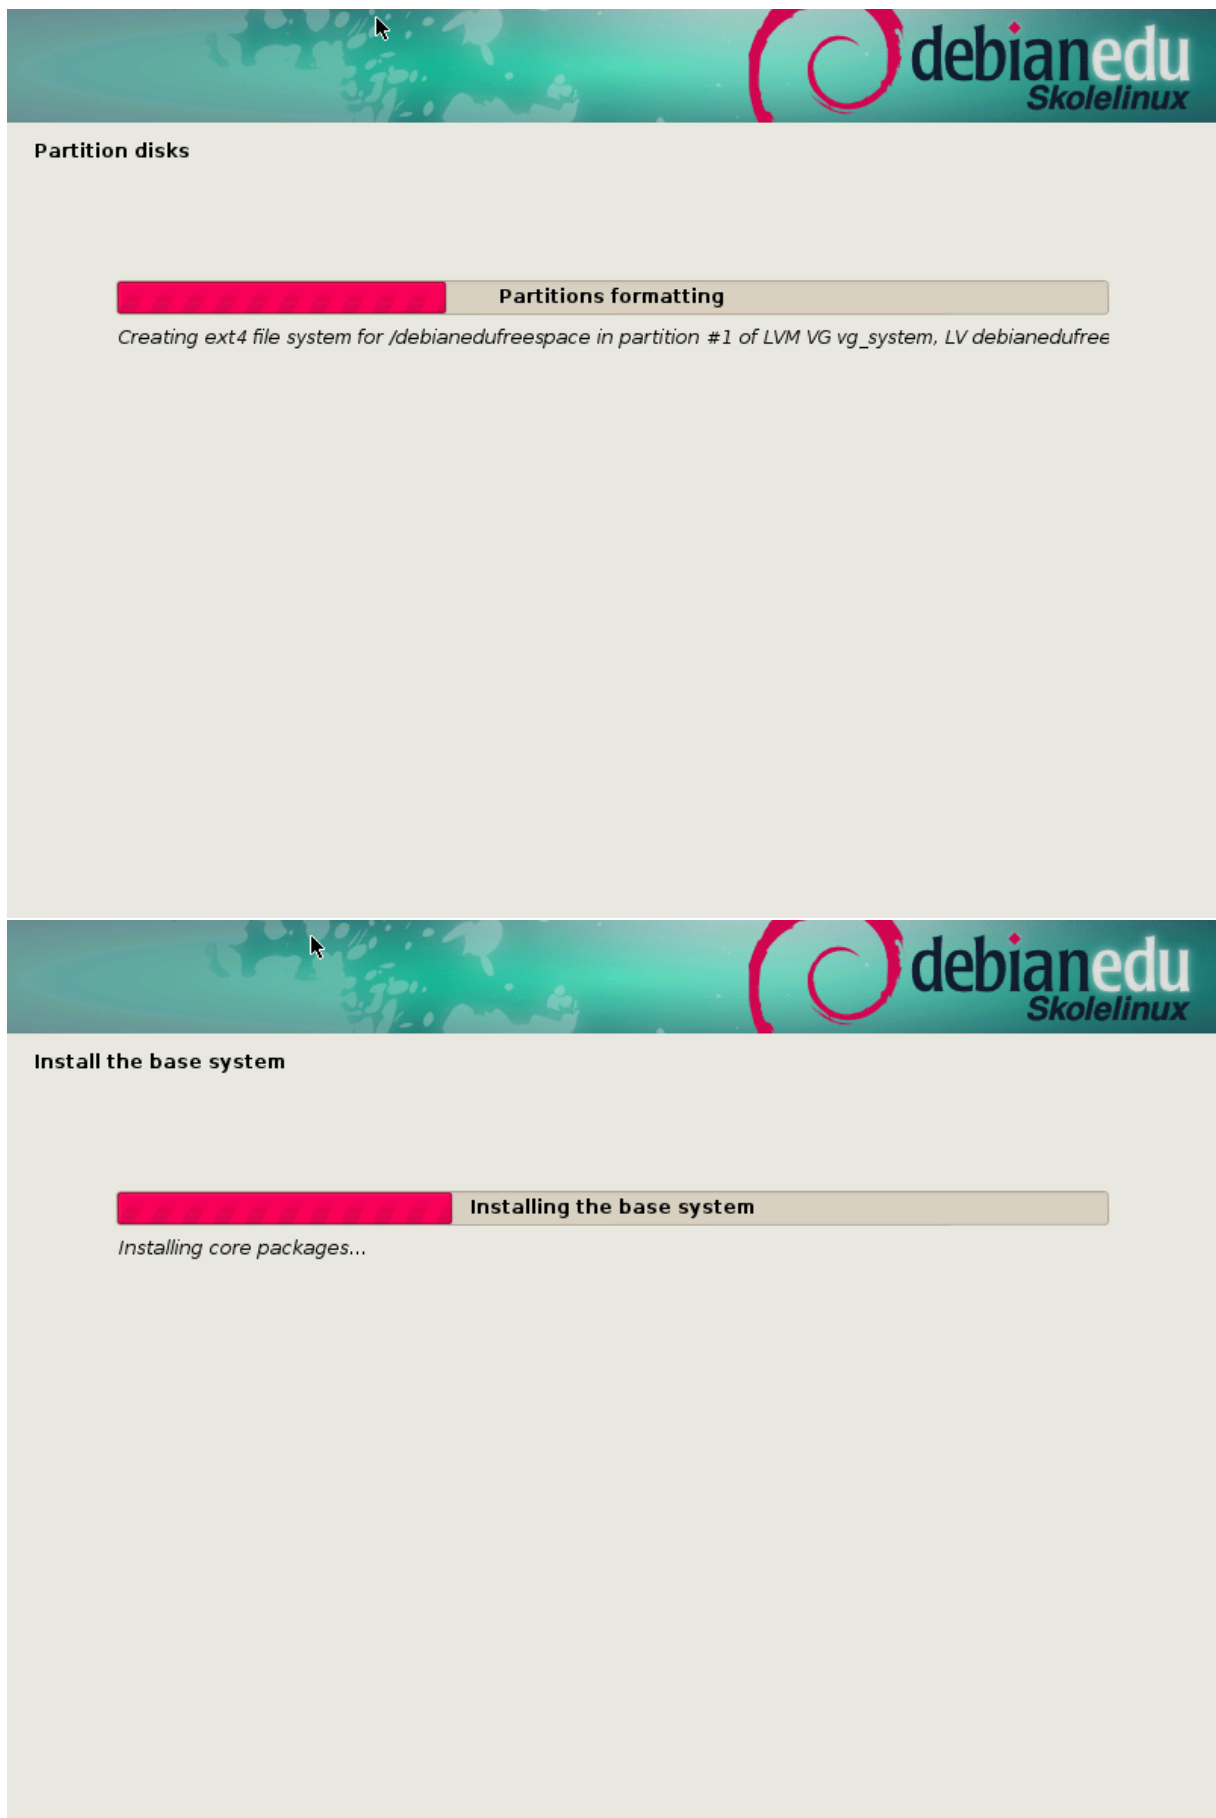 debianedu
Skolelinux
Partition disks
Partitions formatting
Creating ext4 file system for /debianedufreespace in partition #1 of LVM VG vg_system, LV debianedufree
debianedu
Skolelinux
Install the base system
Installing the base system
Installing core packages...